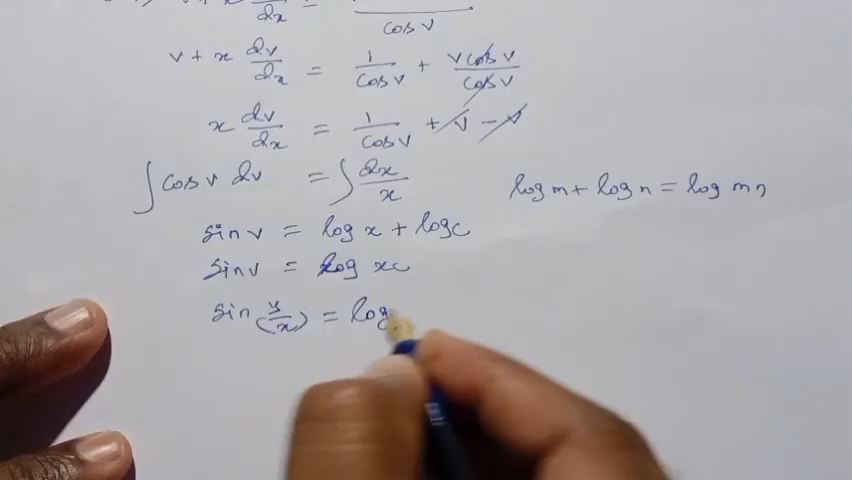 dx
cos v
v + x dv/dx = 1/cos v + v cos v/cos v
x dv/dx = 1/cos v + v - v
∫ cos v dv = ∫ dx/x
log m + log n = log mn
sin v = log x + log c
sin v = log xc
sin (y/x) = log